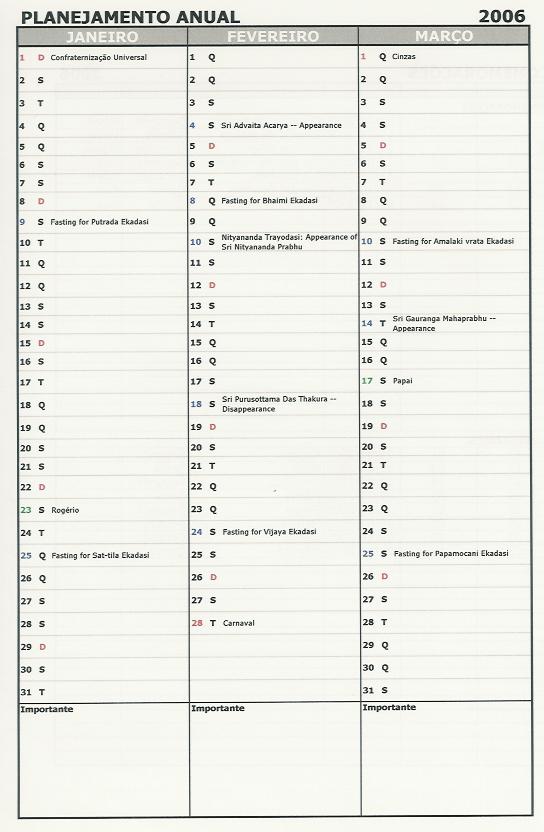 PLANEJAMENTO ANUAL 2006
JANEIRO
1 D Confraternização Universal
2 S
3 T
4 Q
5 Q
6 S
7 S
8 D
9 S Fasting for Putrada Ekadasi
10 T
11 Q
12 Q
13 S
14 S
15 D
16 S
17 T
18 Q
19 Q
20 S
21 S
22 D
23 S Rogério
24 T
25 Q Fasting for Sat-tila Ekadasi
26 Q
27 S
28 S
29 D
30 S
31 T
Importante
FEVEREIRO
1 Q
2 Q
3 S
4 S Sri Advaita Acarya -- Appearance
5 D
6 S
7 T
8 Q Fasting for Bhaimi Ekadasi
9 Q
10 S Nityananda Trayodasi: Appearance of
Sri Nityananda Prabhu
11 S
12 D
13 S
14 T
15 Q
16 Q
17 S
18 S Sri Purusottama Das Thakura --
Disappearance
19 D
20 S
21 T
22 Q
23 Q
24 S Fasting for Vijaya Ekadasi
25 S
26 D
27 S
28 T Carnaval
Importante
MARÇO
1 Q Cinzas
2 Q
3 S
4 S
5 D
6 S
7 T
8 Q
9 Q
10 S Fasting for Amalaki vrata Ekadasi
11 S
12 D
13 S
14 T Sri Gauranga Mahaprabhu --
Appearance
15 Q
16 Q
17 S Papai
18 S
19 D
20 S
21 T
22 Q
23 Q
24 S
25 S Fasting for Papamocani Ekadasi
26 D
27 S
28 T
29 Q
30 Q
31 S
Importante